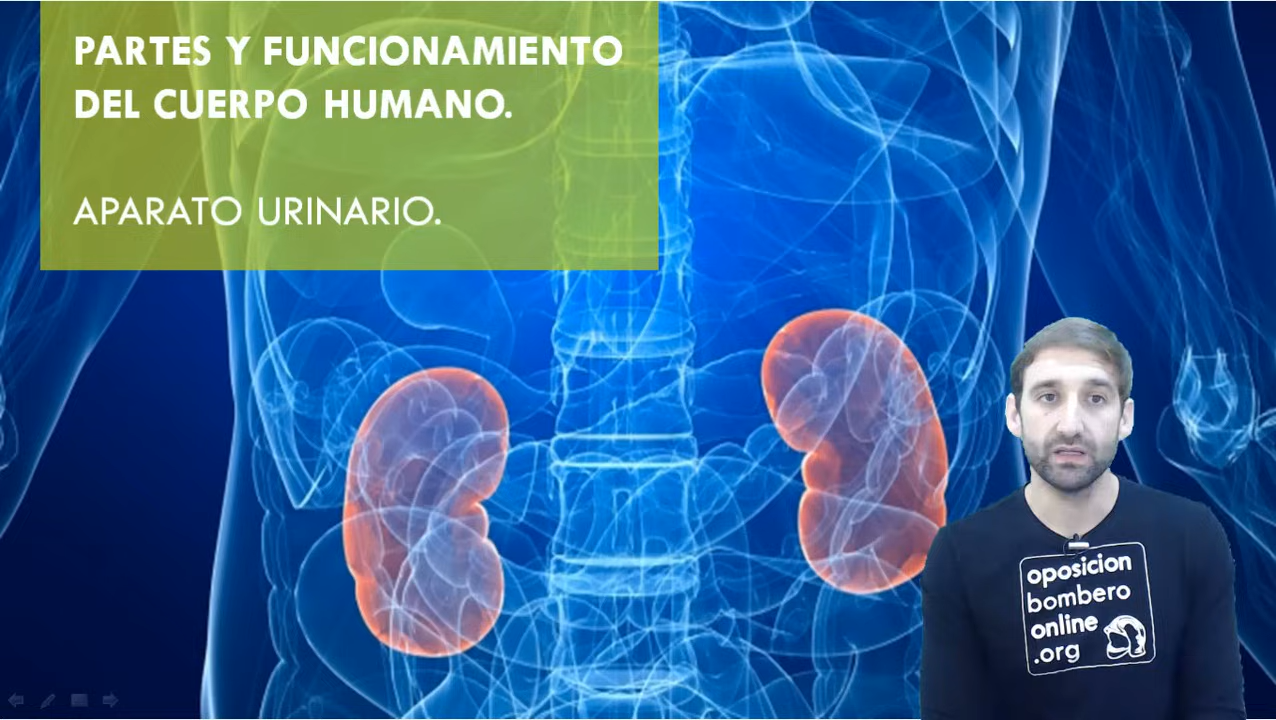 PARTES Y FUNCIONAMIENTO
DEL CUERPO HUMANO.
APARATO URINARIO.
oposicion
bombero
online
.org